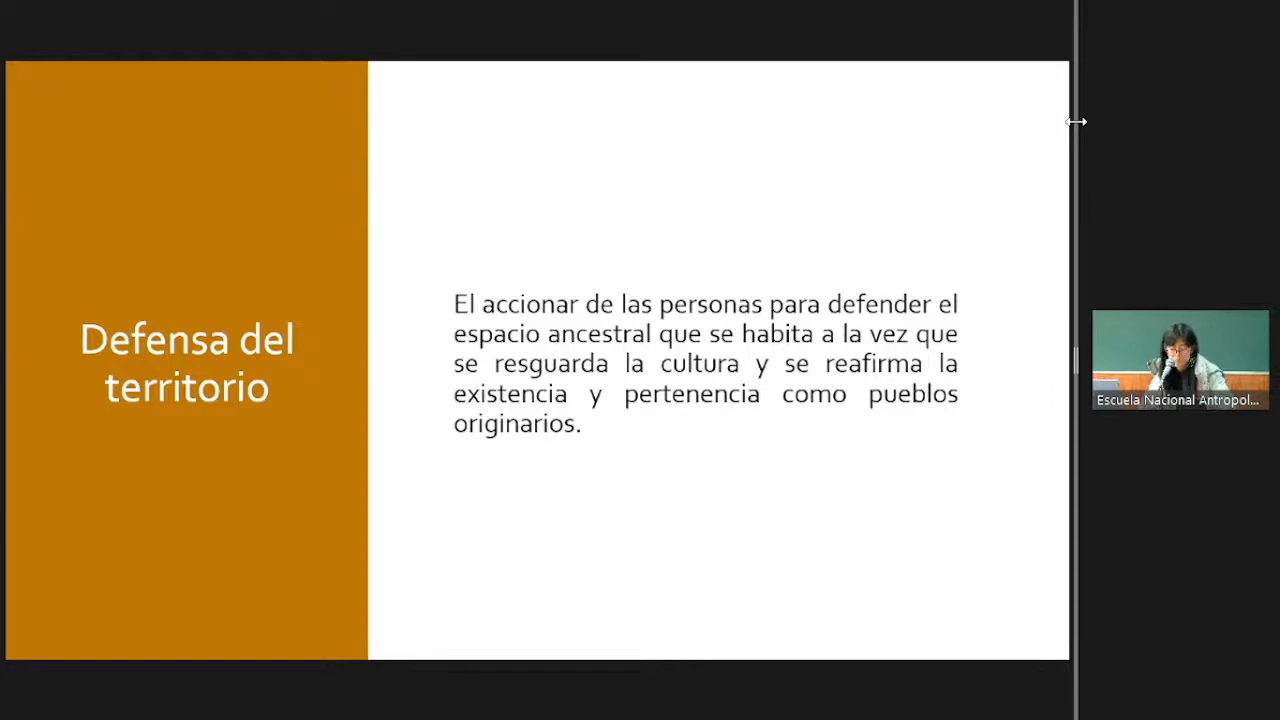 Defensa del
territorio
El accionar de las personas para defender el
espacio ancestral que se habita a la vez que
se resguarda la cultura y se reafirma la
existencia y pertenencia como pueblos
originarios.
Escuela Nacional Antropol...